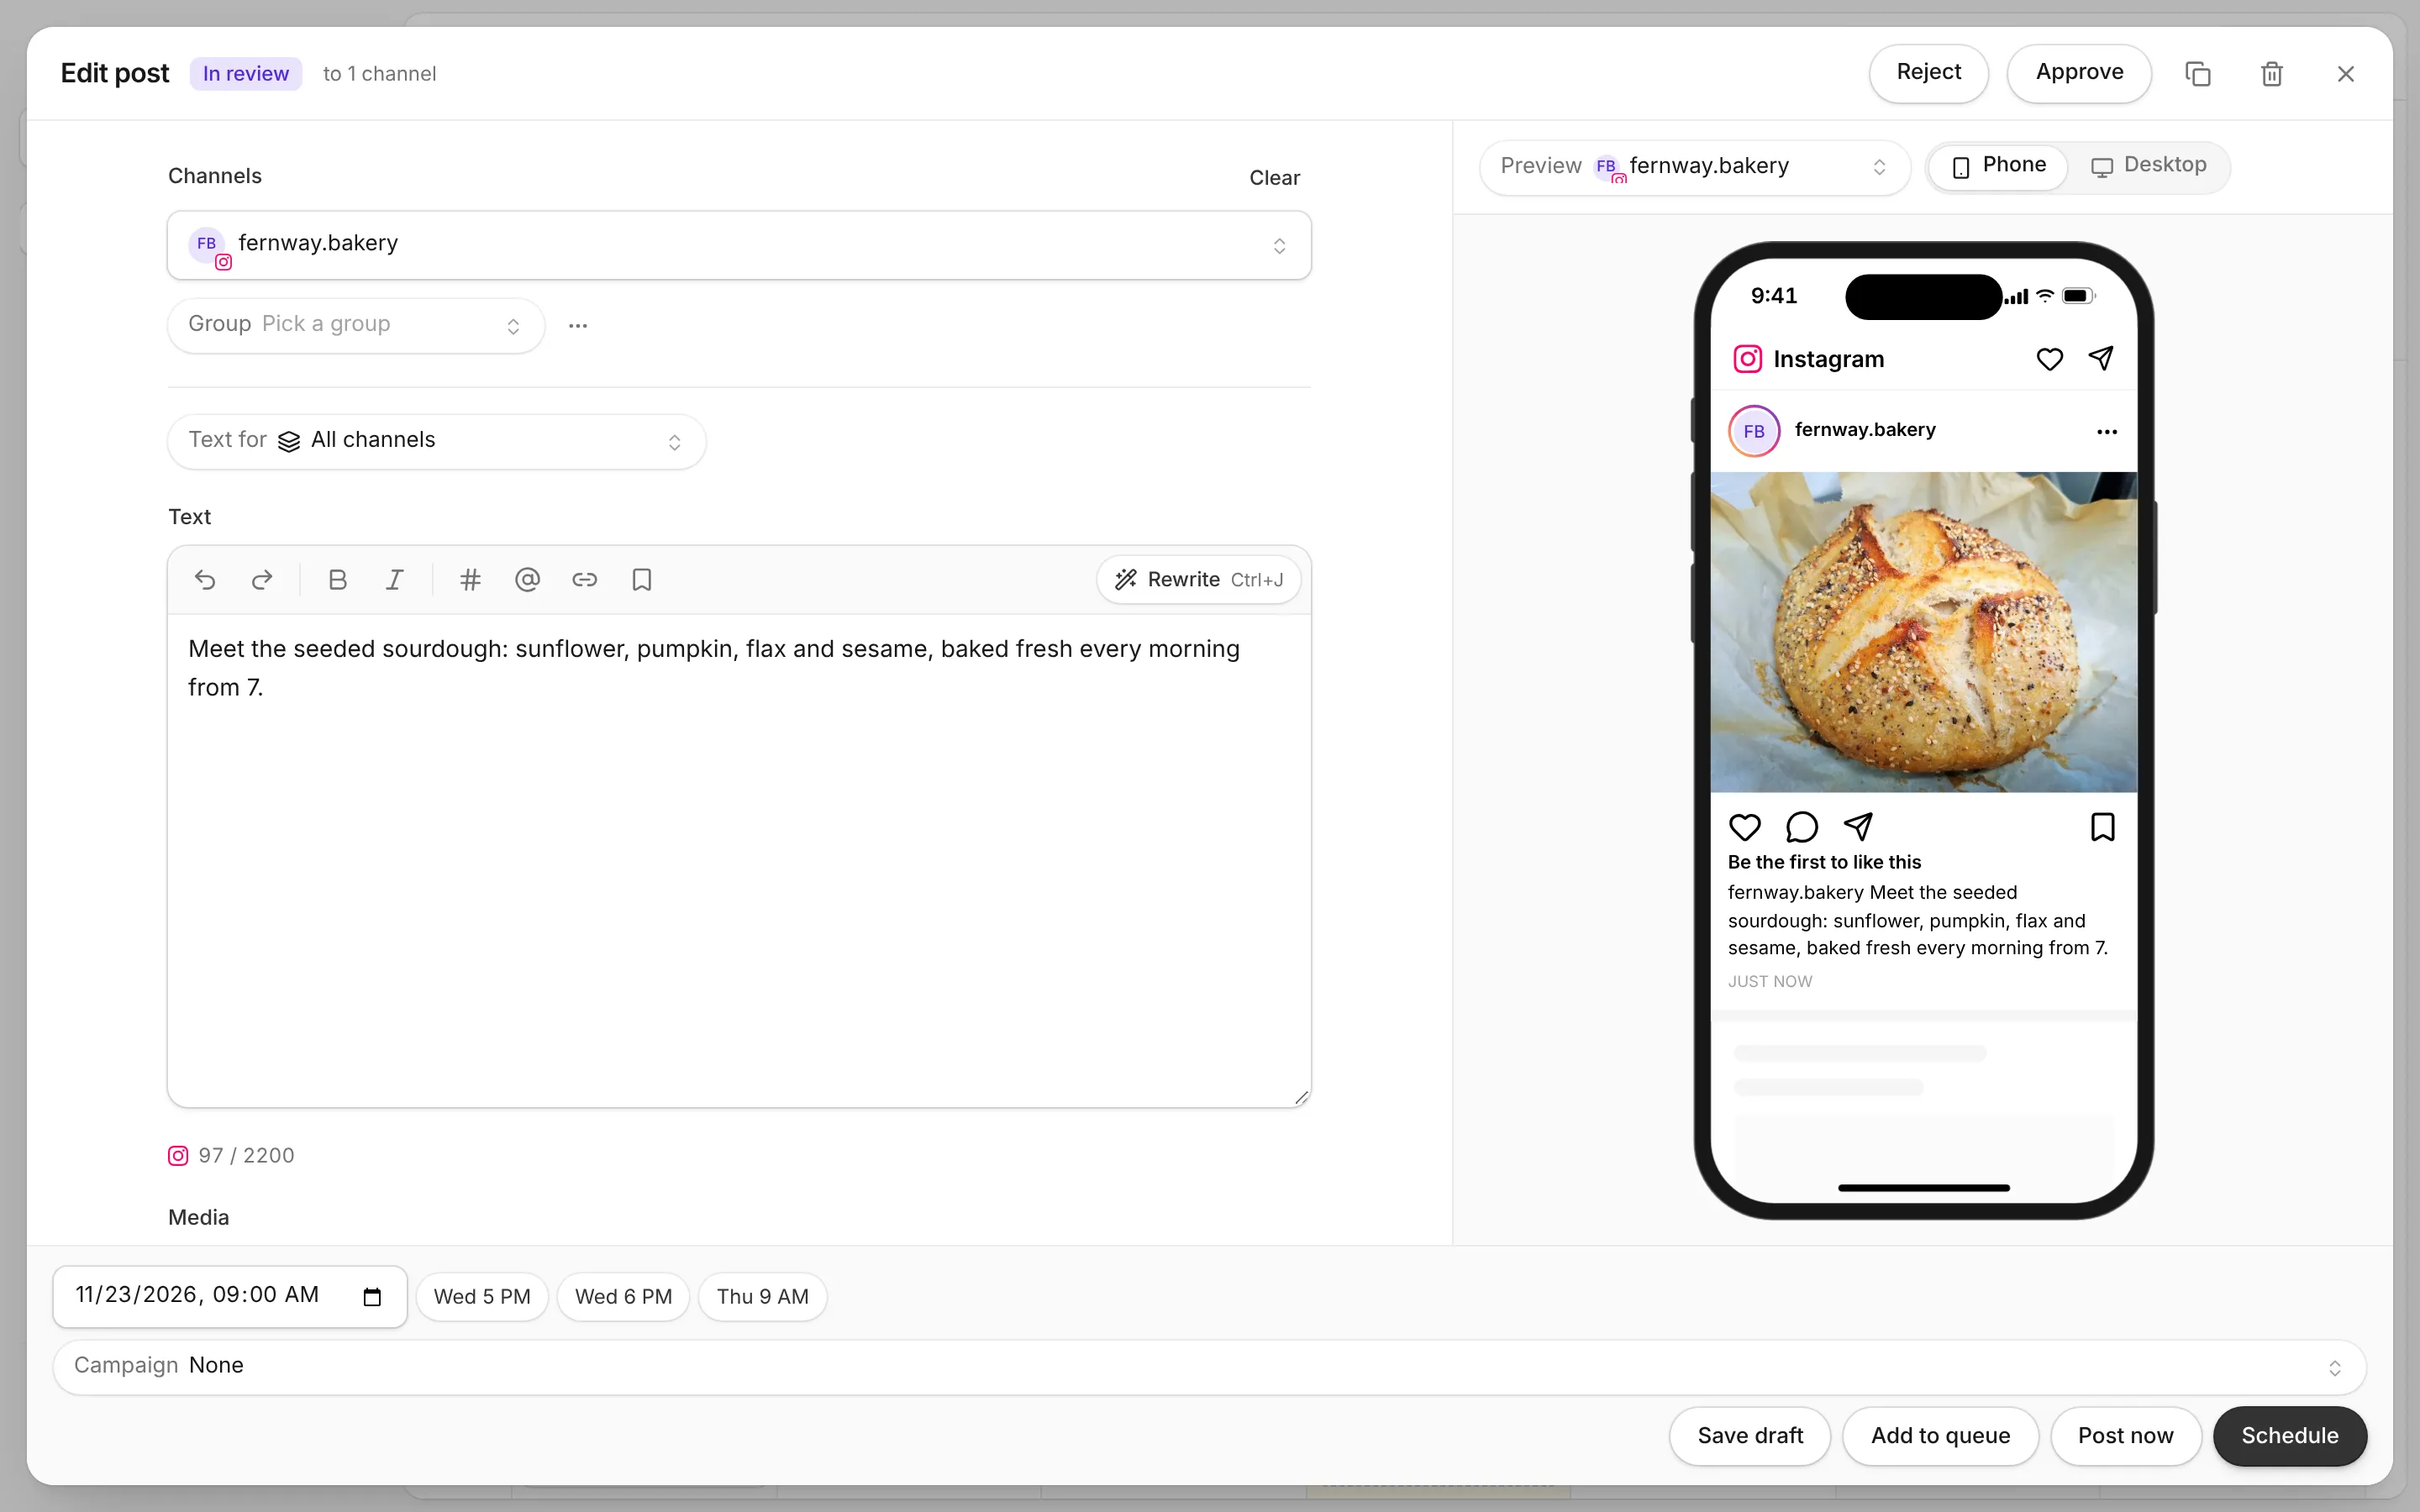 Edit post In review to 1 channel Reject Approve
Channels Clear
FB fernway.bakery
Group Pick a group
Text for All channels
Text
Rewrite Ctrl+J
Meet the seeded sourdough: sunflower, pumpkin, flax and sesame, baked fresh every morning
from 7.
97 / 2200
Media
Preview FB fernway.bakery Phone Desktop
9:41
Instagram
FB fernway.bakery
Be the first to like this
fernway.bakery Meet the seeded
sourdough: sunflower, pumpkin, flax and
sesame, baked fresh every morning from 7.
JUST NOW
11/23/2026, 09:00 AM Wed 5 PM Wed 6 PM Thu 9 AM
Campaign None
Save draft Add to queue Post now Schedule